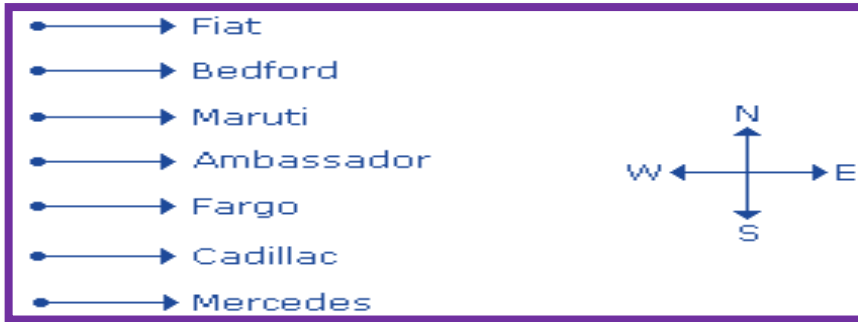 Fiat
Bedford
Maruti
Ambassador
Fargo
Cadillac
Mercedes
N
W E
S